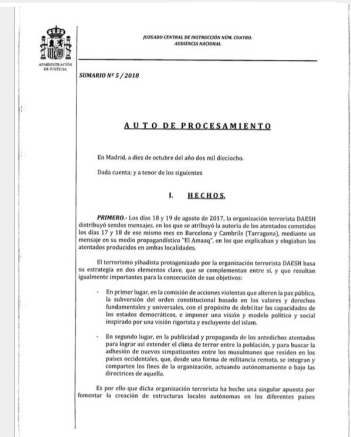 JUZGADO CENTRAL DE INSTRUCCIÓN NÚM. CUATRO.
AUDIENCIA NACIONAL
ADMINISTRACIÓN
DE JUSTICIA
SUMARIO Nº 5 / 2018
A U T O D E P R O C E S A M I E N T O
En Madrid, a diez de octubre del año dos mil dieciocho.
Dada cuenta; y a tenor de los siguientes
I. H E C H O S.
PRIMERO.- Los días 18 y 19 de agosto de 2017, la organización terrorista DAESH
distribuyó sendos mensajes, en los que se atribuyó la autoría de los atentados cometidos
los días 17 y 18 de ese mismo mes en Barcelona y Cambrils (Tarragona), mediante un
mensaje en su medio propagandístico "El Amaaq", en los que explicaban y elogiaban los
atentados producidos en ambas localidades.
El terrorismo yihadista protagonizado por la organización terrorista DAESH basa
su estrategia en dos elementos clave, que se complementan entre sí, y que resultan
igualmente importantes para la consecución de sus objetivos:
- En primer lugar, en la comisión de acciones violentas que alteren la paz pública,
la subversión del orden constitucional basado en los valores y derechos
fundamentales y universales, con el propósito de debilitar las capacidades de
los estados democráticos, e imponer una visión y modelo político y social
inspirado por una visión rigorista y excluyente del islam.
- En segundo lugar, en la publicidad y propaganda de los antedichos atentados
para lograr así extender el clima de terror entre la población, y para buscar la
adhesión de nuevos simpatizantes entre los musulmanes que residen en los
países occidentales, que, desde una forma de militancia remota, se integran y
comparten los fines de la organización, actuando autónomamente o bajo las
directrices de aquella.
Es por ello que dicha organización terrorista ha hecho una singular apuesta por
fomentar la creación de estructuras locales autónomas en los diferentes países